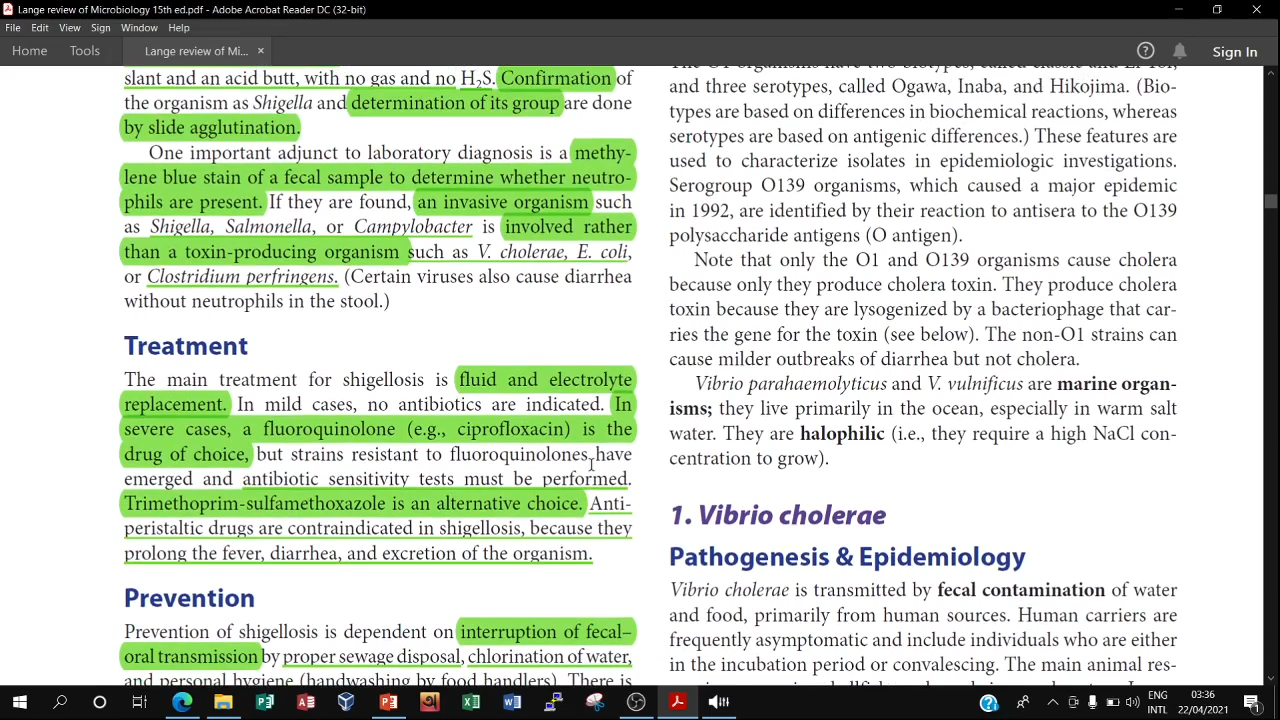 Lange review of Microbiology 15th ed.pdf - Adobe Acrobat Reader DC (32-bit)
File Edit View Sign Window Help
Home Tools Lange review of Mi... × Sign In
slant and an acid butt, with no gas and no H2S. Confirmation of
the organism as Shigella and determination of its group are done
by slide agglutination.
One important adjunct to laboratory diagnosis is a methy-
lene blue stain of a fecal sample to determine whether neutro-
phils are present. If they are found, an invasive organism such
as Shigella, Salmonella, or Campylobacter is involved rather
than a toxin-producing organism such as V. cholerae, E. coli,
or Clostridium perfringens. (Certain viruses also cause diarrhea
without neutrophils in the stool.)
Treatment
The main treatment for shigellosis is fluid and electrolyte
replacement. In mild cases, no antibiotics are indicated. In
severe cases, a fluoroquinolone (e.g., ciprofloxacin) is the
drug of choice, but strains resistant to fluoroquinolones have
emerged and antibiotic sensitivity tests must be performed.
Trimethoprim-sulfamethoxazole is an alternative choice. Anti-
peristaltic drugs are contraindicated in shigellosis, because they
prolong the fever, diarrhea, and excretion of the organism.
Prevention
Prevention of shigellosis is dependent on interruption of fecal–
oral transmission by proper sewage disposal, chlorination of water,
and personal hygiene (handwashing by food handlers). There is
and three serotypes, called Ogawa, Inaba, and Hikojima. (Bio-
types are based on differences in biochemical reactions, whereas
serotypes are based on antigenic differences.) These features are
used to characterize isolates in epidemiologic investigations.
Serogroup O139 organisms, which caused a major epidemic
in 1992, are identified by their reaction to antisera to the O139
polysaccharide antigens (O antigen).
Note that only the O1 and O139 organisms cause cholera
because only they produce cholera toxin. They produce cholera
toxin because they are lysogenized by a bacteriophage that car-
ries the gene for the toxin (see below). The non-O1 strains can
cause milder outbreaks of diarrhea but not cholera.
Vibrio parahaemolyticus and V. vulnificus are marine organ-
isms; they live primarily in the ocean, especially in warm salt
water. They are halophilic (i.e., they require a high NaCl con-
centration to grow).
1. Vibrio cholerae
Pathogenesis & Epidemiology
Vibrio cholerae is transmitted by fecal contamination of water
and food, primarily from human sources. Human carriers are
frequently asymptomatic and include individuals who are either
in the incubation period or convalescing. The main animal res-
ENG 03:36
INTL 22/04/2021